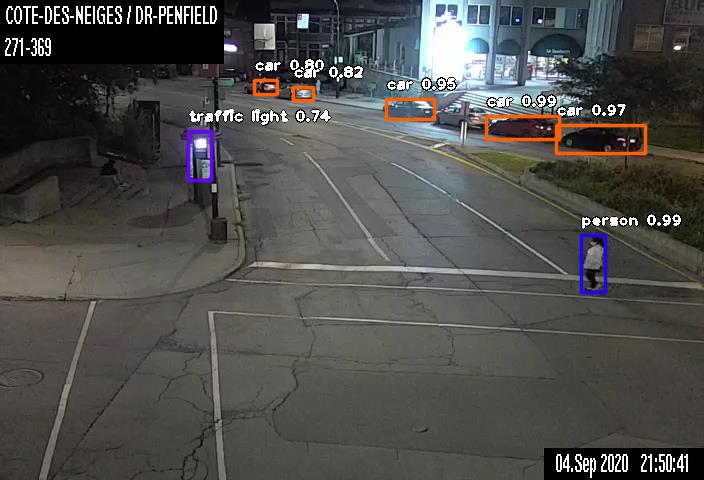 COTE-DES-NEIGES / DR-PENFIELD
271-369
car 0.80
car 0.82
car 0.95
car 0.99
car 0.97
traffic light 0.74
person 0.99
04.Sep 2020 21:50:41